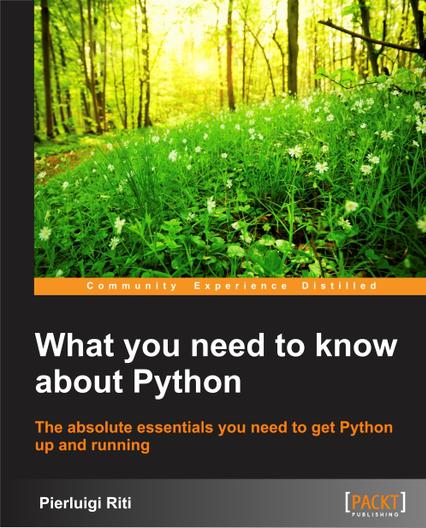 Community Experience Distilled
What you need to know
about Python
The absolute essentials you need to get Python
up and running
Pierluigi Riti
[PACKT]
PUBLISHING